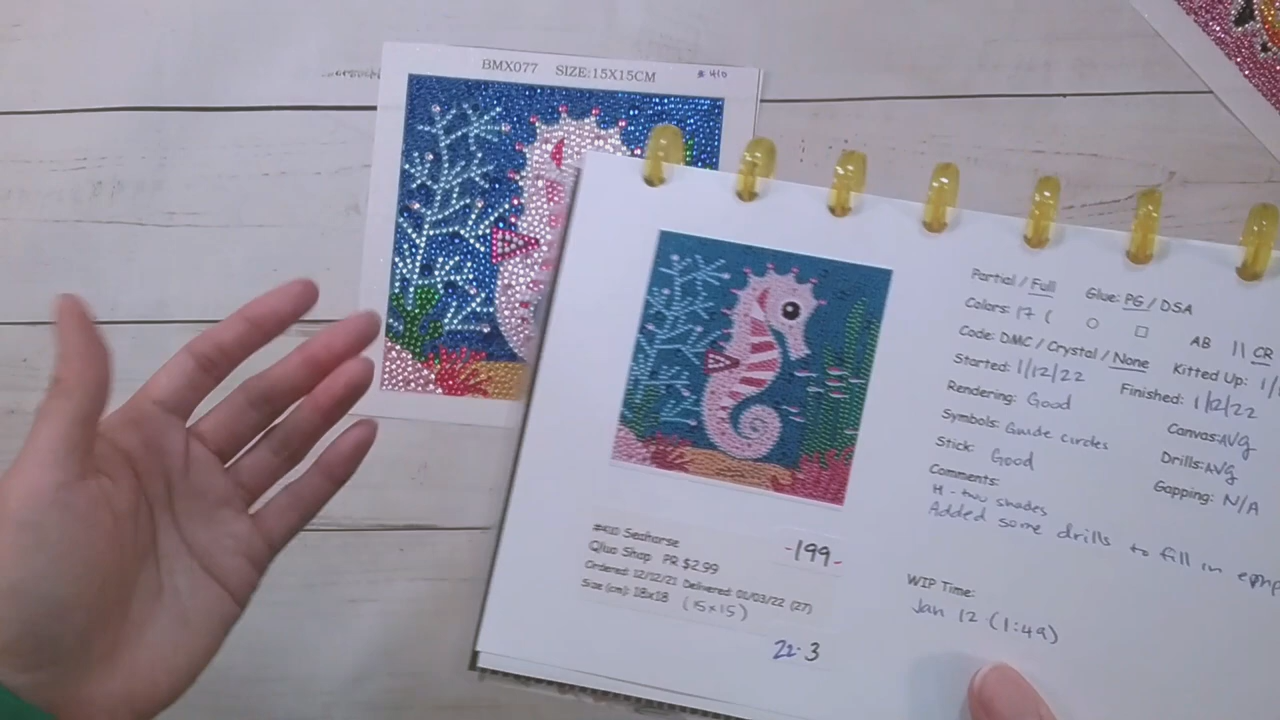 BMX077 SIZE:15X15CM #410
Partial / Full Glue: PG / DSA
Colors: 17 ( AB || CR
Code: DMC / Crystal / None Kitted Up: 1/
Started: 1/12/22 Finished: 1/12/22
Rendering: Good Canvas: AVG
Symbols: Guide circles Drills: AVG
Stick: Good Gapping: N/A
Comments:
H - two shades
Added some drills to fill in
WIP Time:
Jan 12 (1:49)
#410 Seahorse -199-
Qluo Shop PR $2.99
Ordered: 12/12/21 Delivered: 01/03/22 (27)
Size (cm): 18x18 (15x15)
22-3